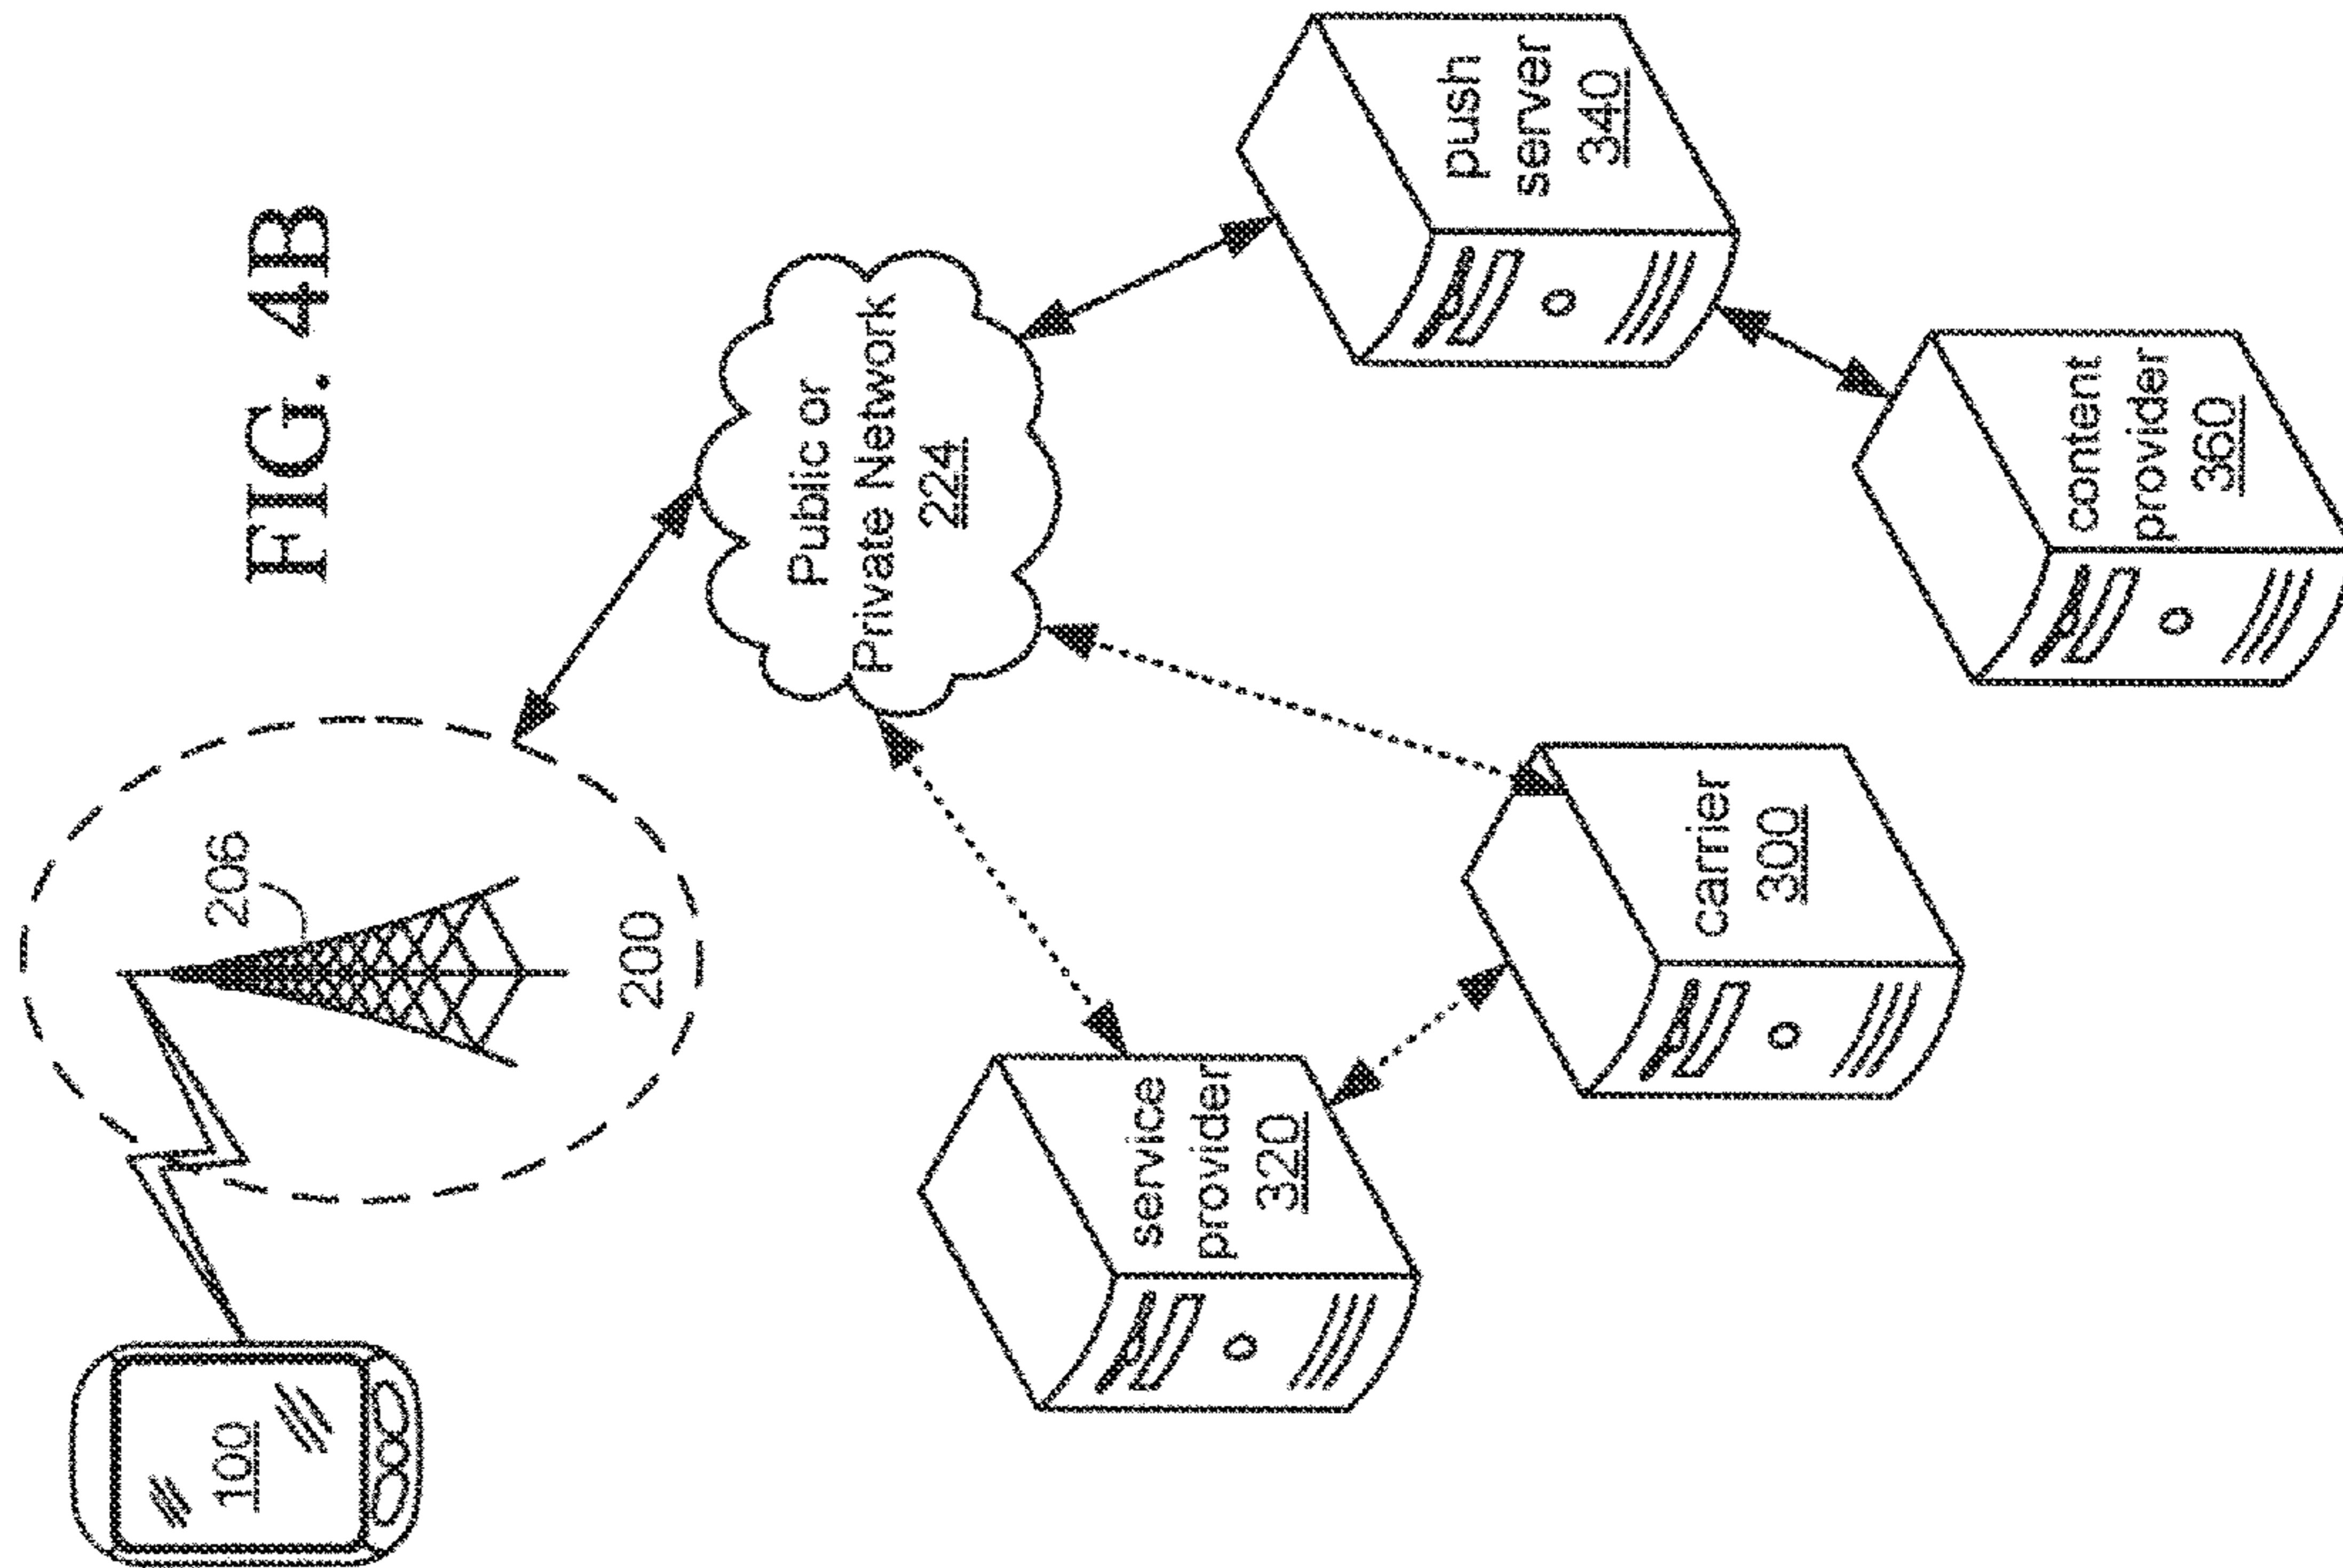 FIG. 4B
100
206
200
Public or
Private Network
224
service
provider
320
carrier
300
push
server
340
content
provider
360